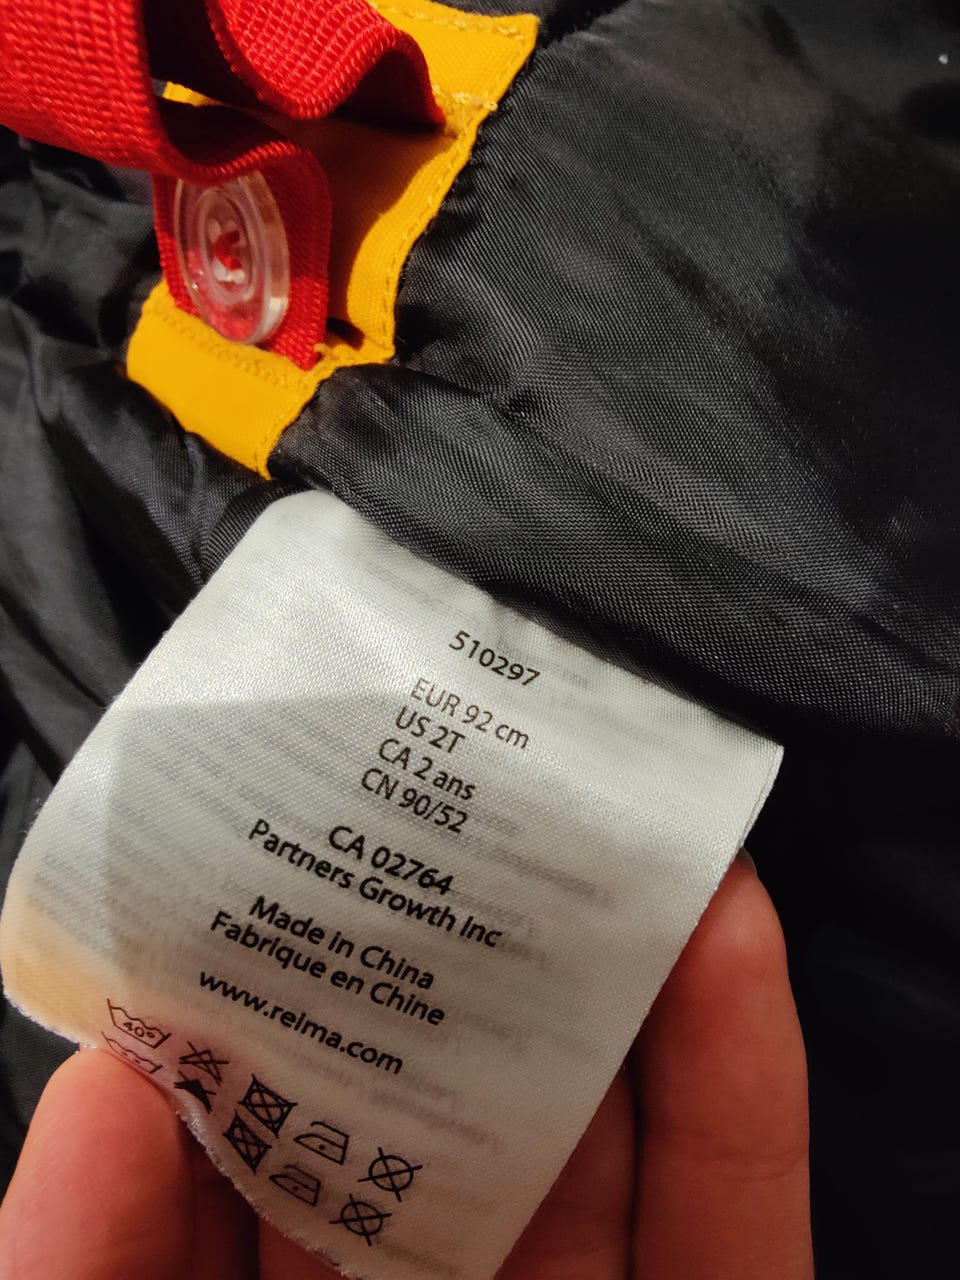 510297
EUR 92 cm
US 2T
CA 2 ans
CN 90/52
CA 02764
Partners Growth Inc
Made in China
Fabrique en Chine
www.reima.com
40°